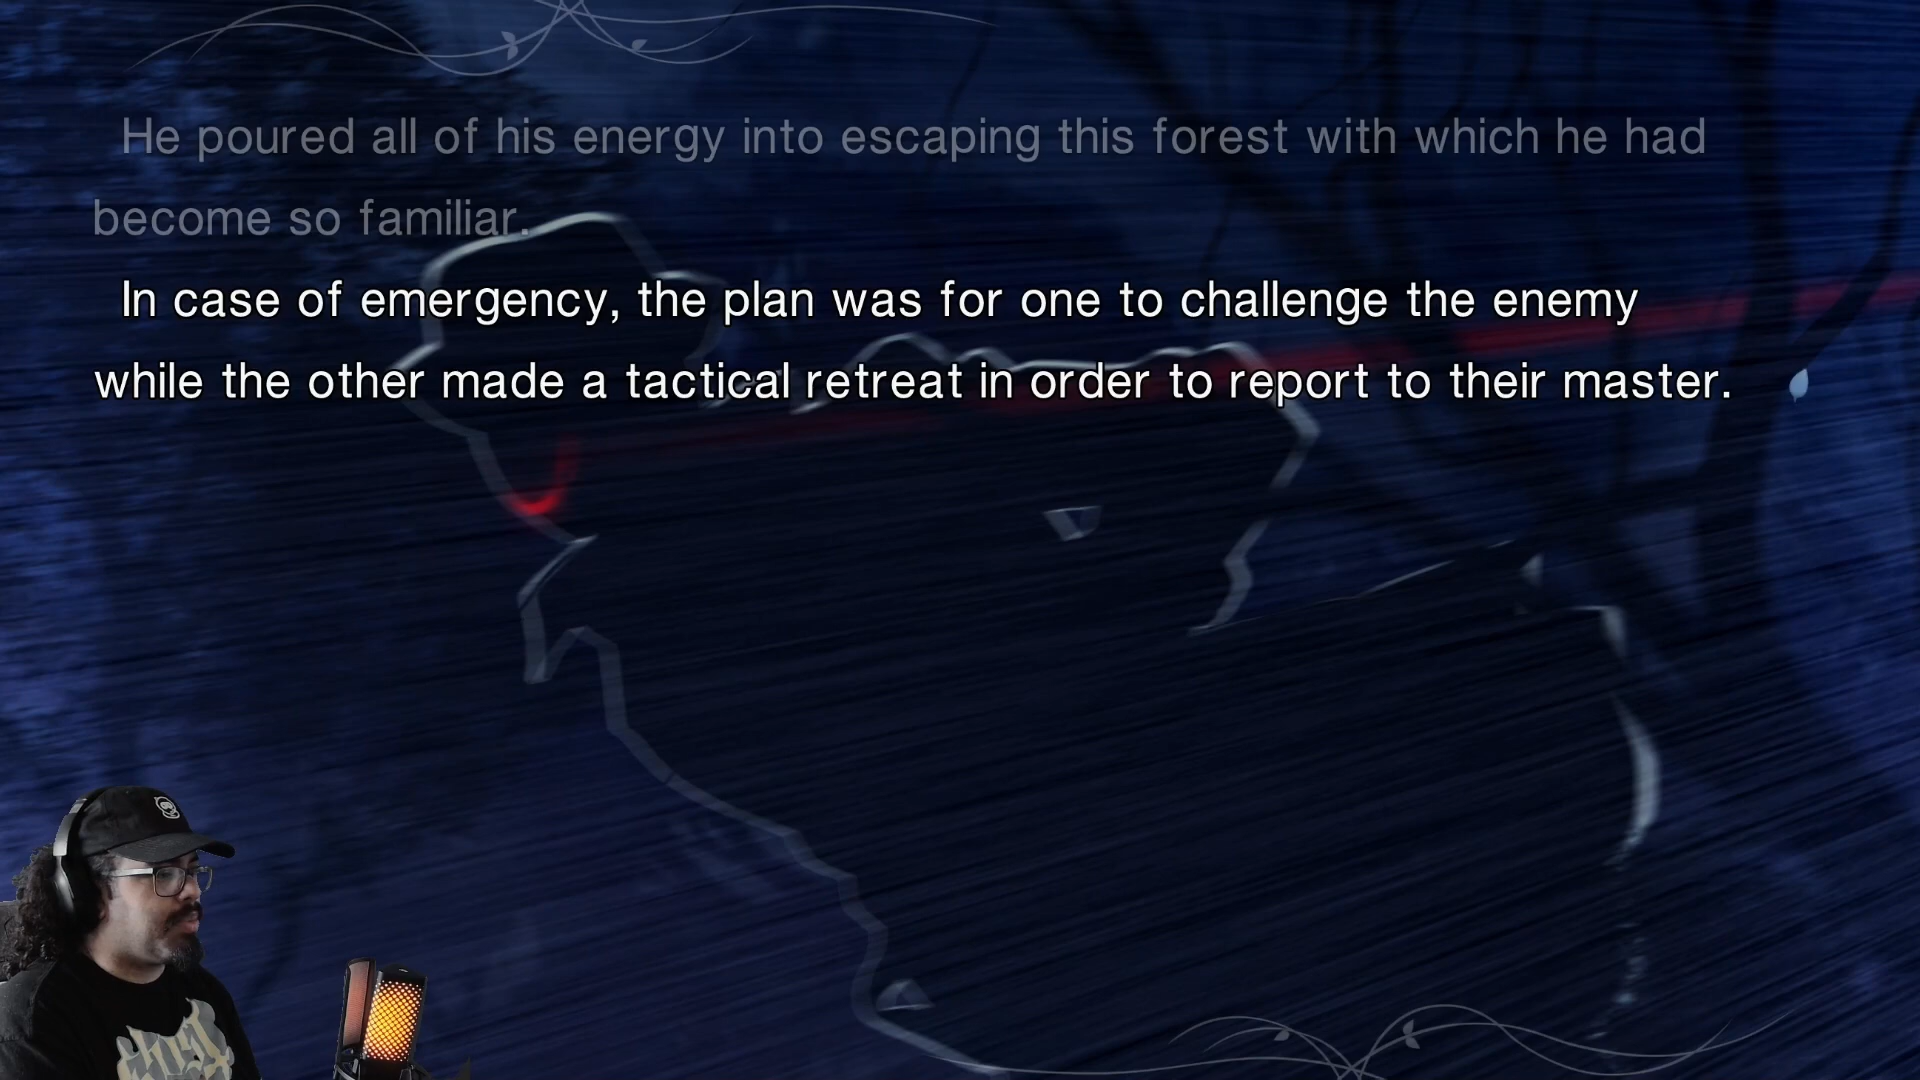 He poured all of his energy into escaping this forest with which he had
become so familiar.
In case of emergency, the plan was for one to challenge the enemy
while the other made a tactical retreat in order to report to their master.